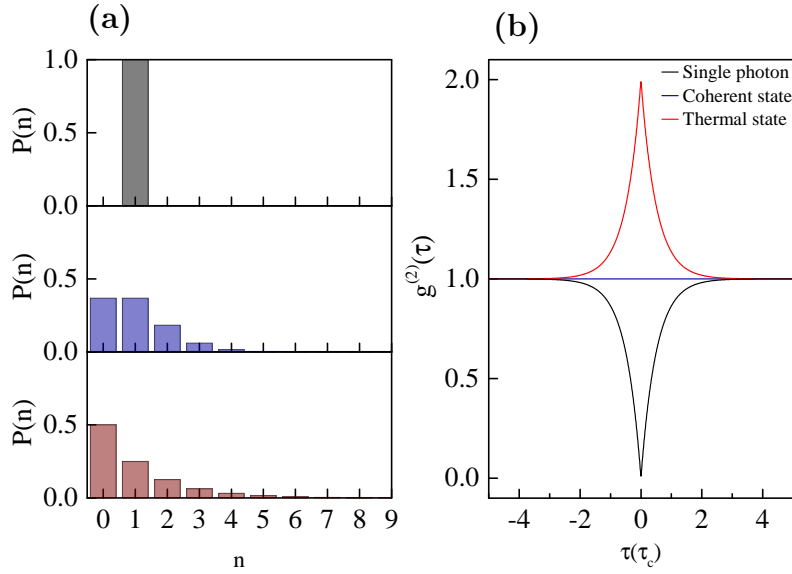 (a)
1.0
P(n)
0.5
0.0
P(n)
0.5
0.0
P(n)
0.5
0.0
0 1 2 3 4 5 6 7 8 9
n
(b)
Single photon
Coherent state
Thermal state
2.0
1.5
g⁽²⁾(τ)
1.0
0.5
0.0
-4 -2 0 2 4
τ(τ_c)